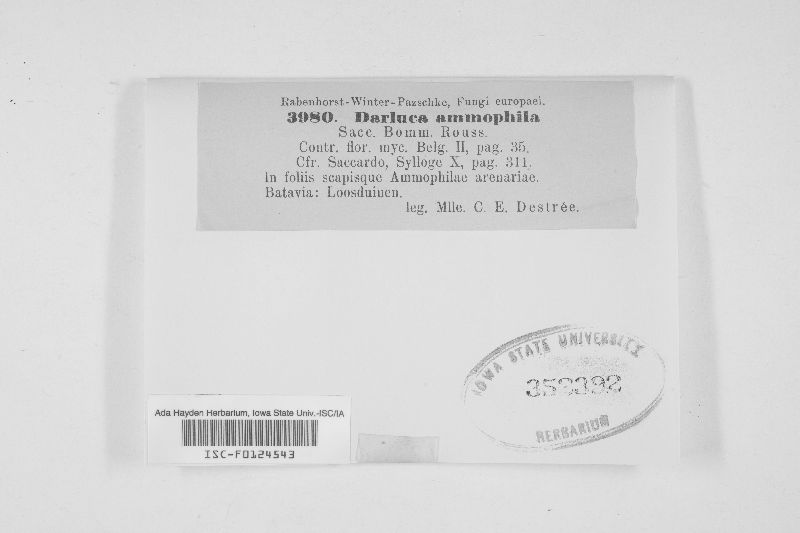 Rabenhorst-Winter-Pazschke, Fungi europaei.
3980. Darluca ammophila
Sacc. Bomm. Rouss.
Contr. flor. myc. Belg. II, pag. 35.
Cfr. Saccardo, Sylloge X, pag. 311.
In foliis scapisque Ammophilae arenariae.
Batavia: Loosduinen.
leg. Mlle. C. E. Destrée.
IOWA STATE UNIVERSITY
HERBARIUM
Ada Hayden Herbarium, Iowa State Univ.-ISC/IA
ISC-F0124543